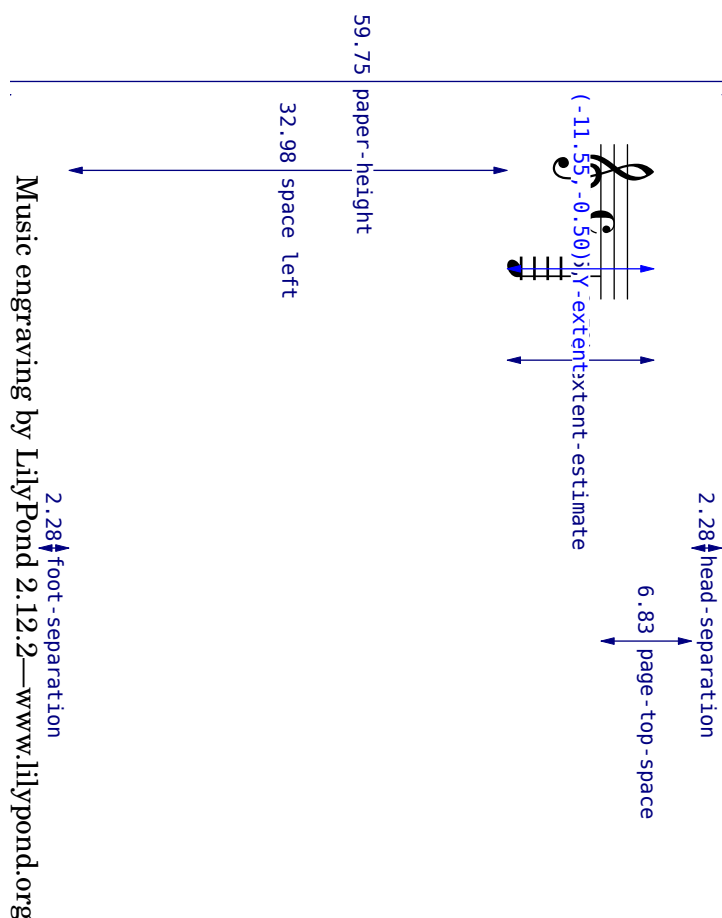 2.28 head-separation
6.83 page-top-space
(-11.55,-0.50),Y-extent
extent-estimate
59.75 paper-height
32.98 space left
2.28 foot-separation
Music engraving by LilyPond 2.12.2—www.lilypond.org